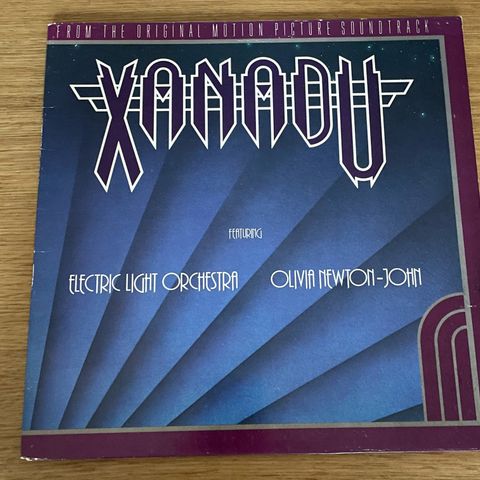 FROM THE ORIGINAL MOTION PICTURE SOUNDTRACK
XANADU
FEATURING
ELECTRIC LIGHT ORCHESTRA OLIVIA NEWTON-JOHN